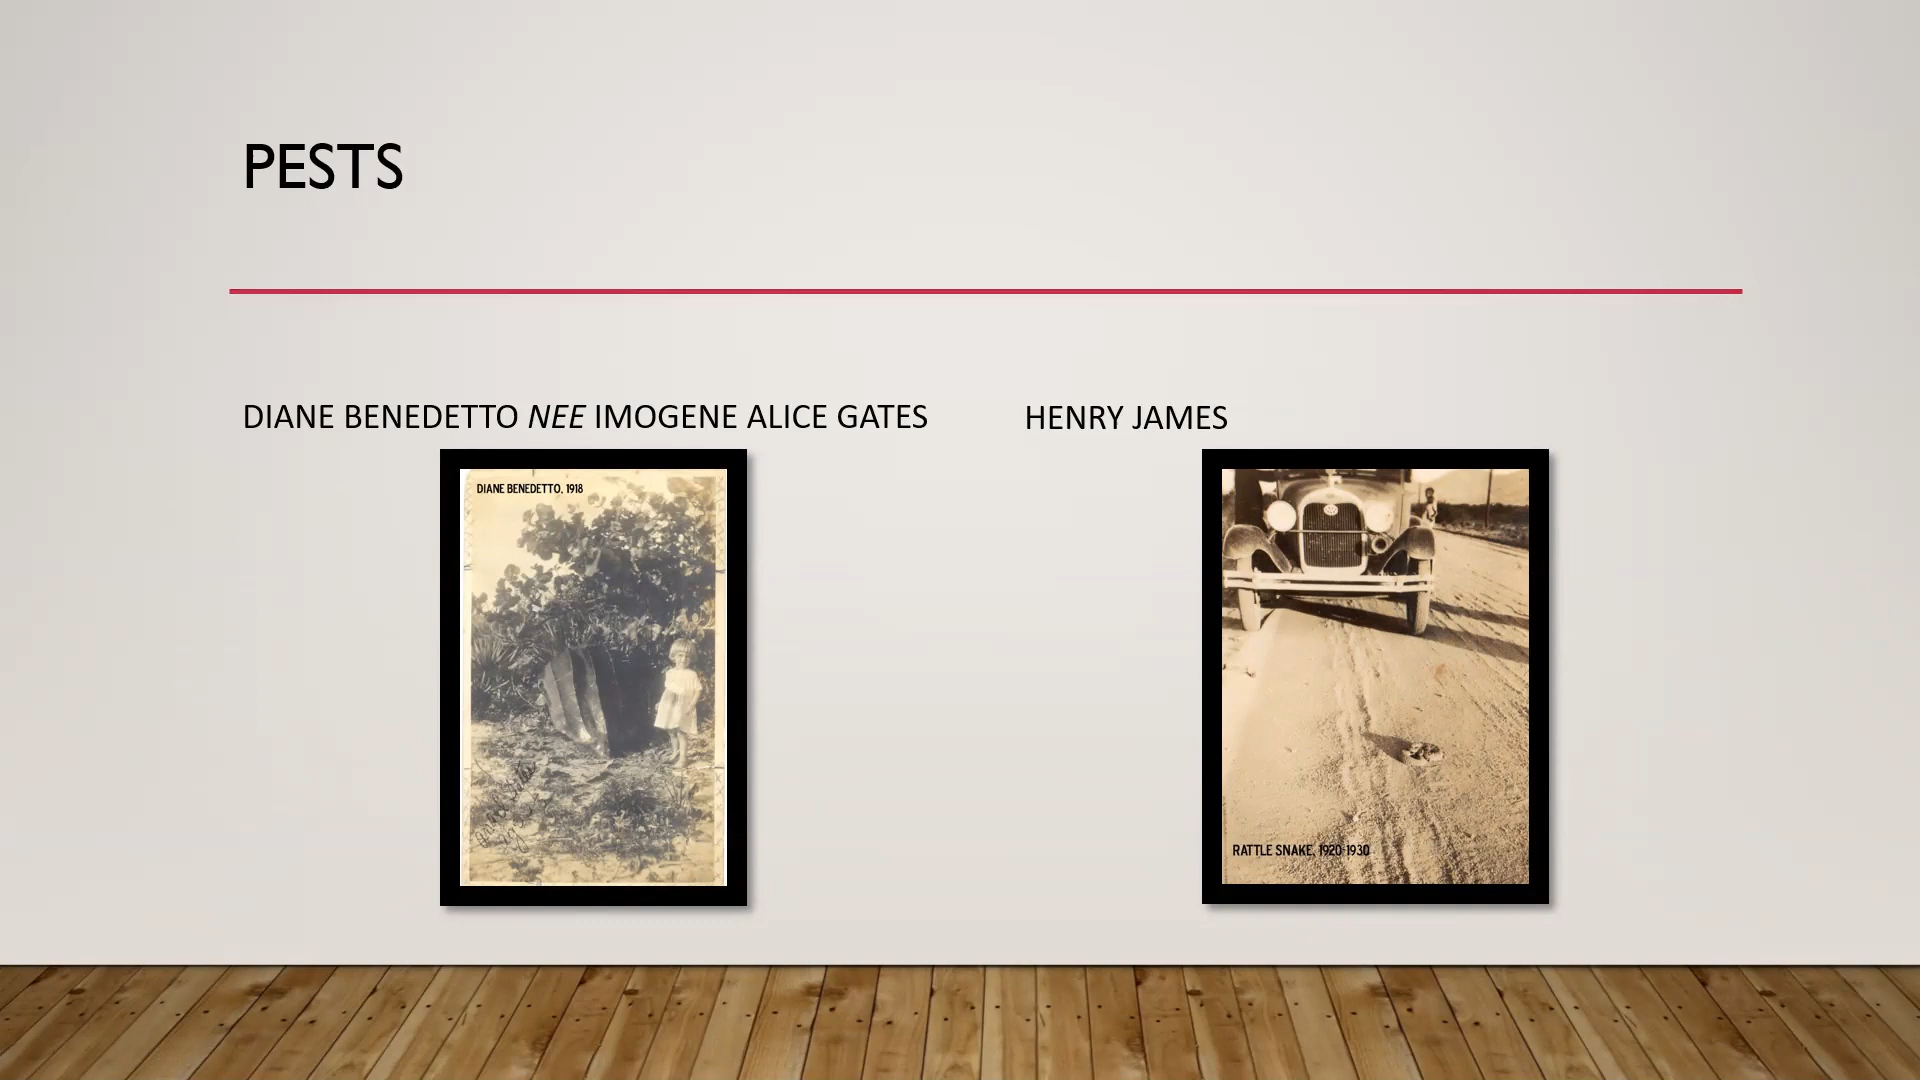 PESTS
DIANE BENEDETTO NEE IMOGENE ALICE GATES
HENRY JAMES
DIANE BENEDETTO, 1918
RATTLE SNAKE, 1920-1930